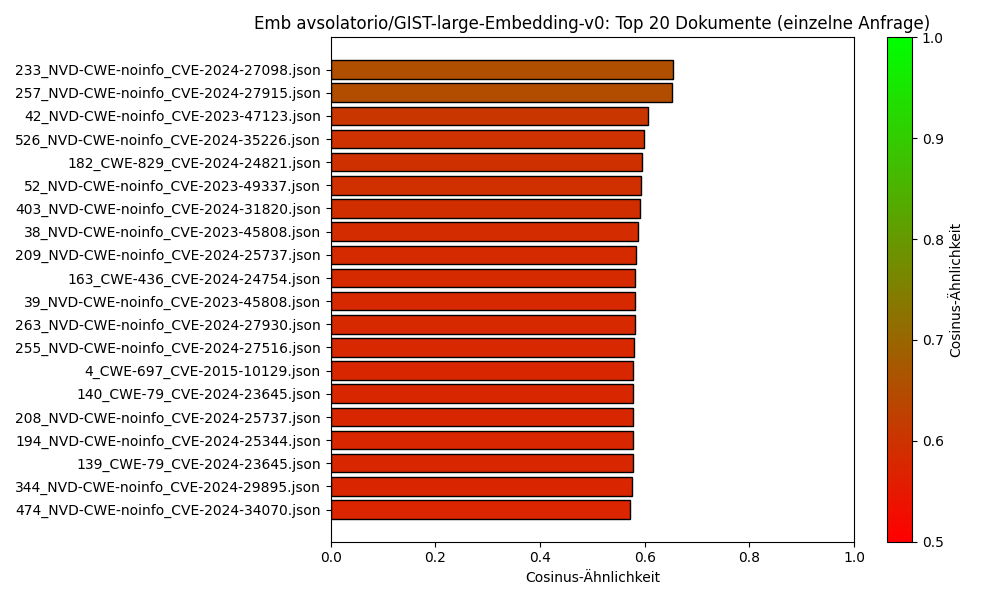 Emb avsolatorio/GIST-large-Embedding-v0: Top 20 Dokumente (einzelne Anfrage)
233_NVD-CWE-noinfo_CVE-2024-27098.json
257_NVD-CWE-noinfo_CVE-2024-27915.json
42_NVD-CWE-noinfo_CVE-2023-47123.json
526_NVD-CWE-noinfo_CVE-2024-35226.json
182_CWE-829_CVE-2024-24821.json
52_NVD-CWE-noinfo_CVE-2023-49337.json
403_NVD-CWE-noinfo_CVE-2024-31820.json
38_NVD-CWE-noinfo_CVE-2023-45808.json
209_NVD-CWE-noinfo_CVE-2024-25737.json
163_CWE-436_CVE-2024-24754.json
39_NVD-CWE-noinfo_CVE-2023-45808.json
263_NVD-CWE-noinfo_CVE-2024-27930.json
255_NVD-CWE-noinfo_CVE-2024-27516.json
4_CWE-697_CVE-2015-10129.json
140_CWE-79_CVE-2024-23645.json
208_NVD-CWE-noinfo_CVE-2024-25737.json
194_NVD-CWE-noinfo_CVE-2024-25344.json
139_CWE-79_CVE-2024-23645.json
344_NVD-CWE-noinfo_CVE-2024-29895.json
474_NVD-CWE-noinfo_CVE-2024-34070.json
0.0 0.2 0.4 0.6 0.8 1.0
Cosinus-Ähnlichkeit
1.0
0.9
0.8
0.7
0.6
0.5
Cosinus-Ähnlichkeit